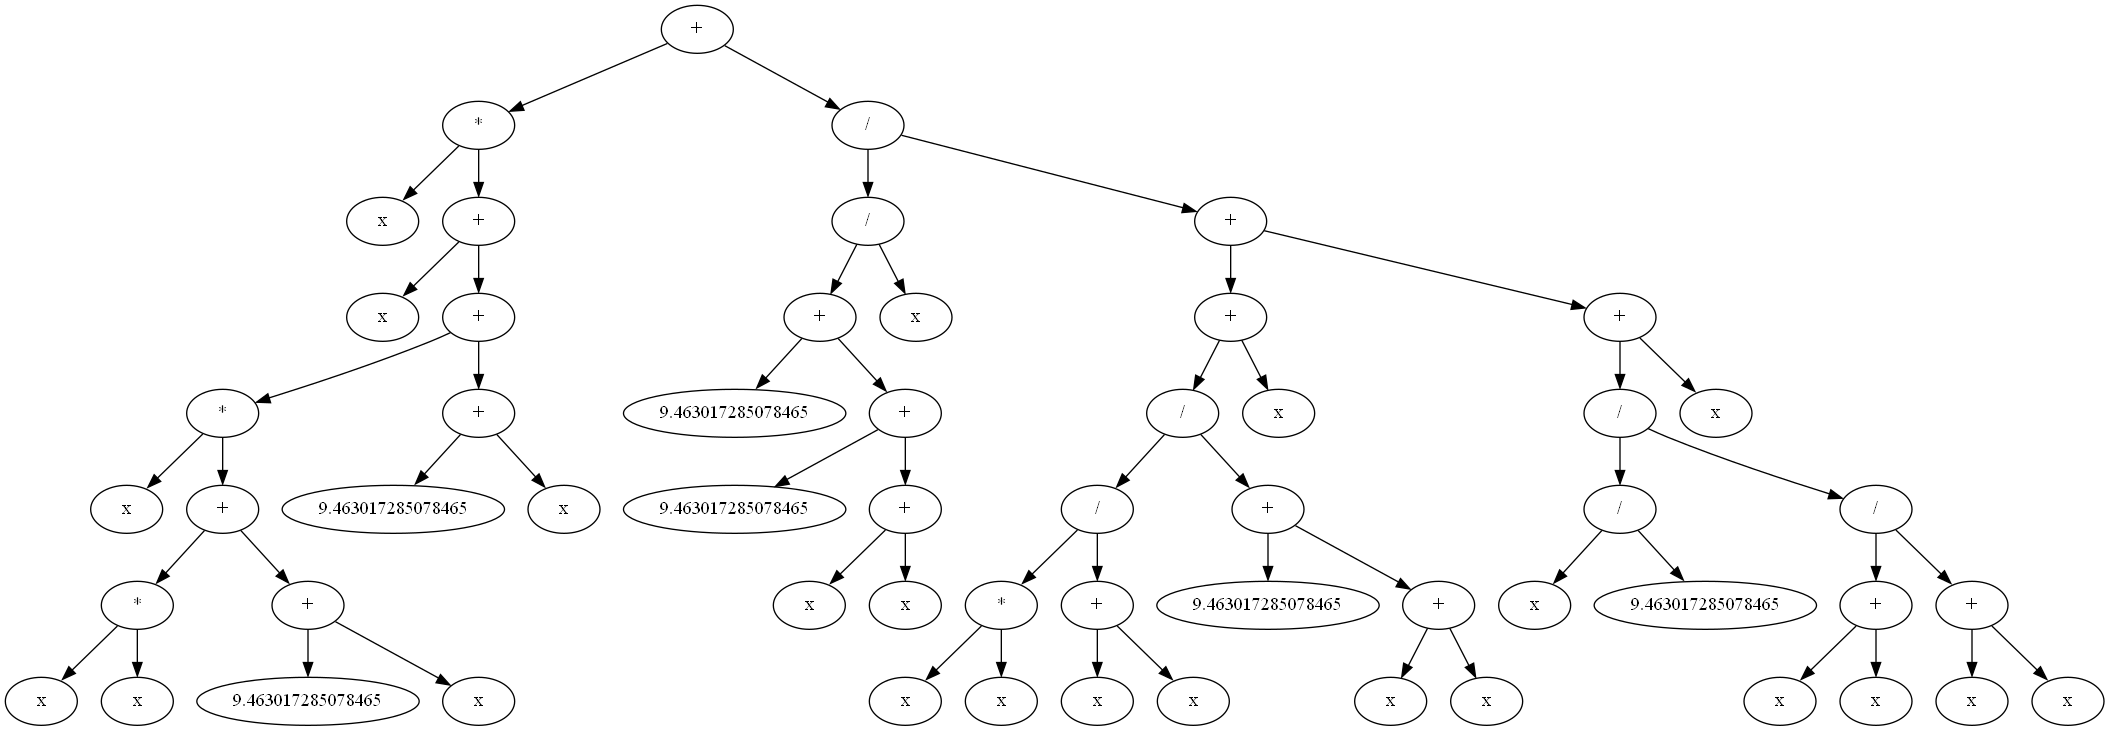 +
* /
x + / +
x + + x + +
* + 9.463017285078465 + / x / x
x + 9.463017285078465 x 9.463017285078465 + / + / /
* + x x * + 9.463017285078465 + x 9.463017285078465 + +
x x 9.463017285078465 x x x x x x x x x x x